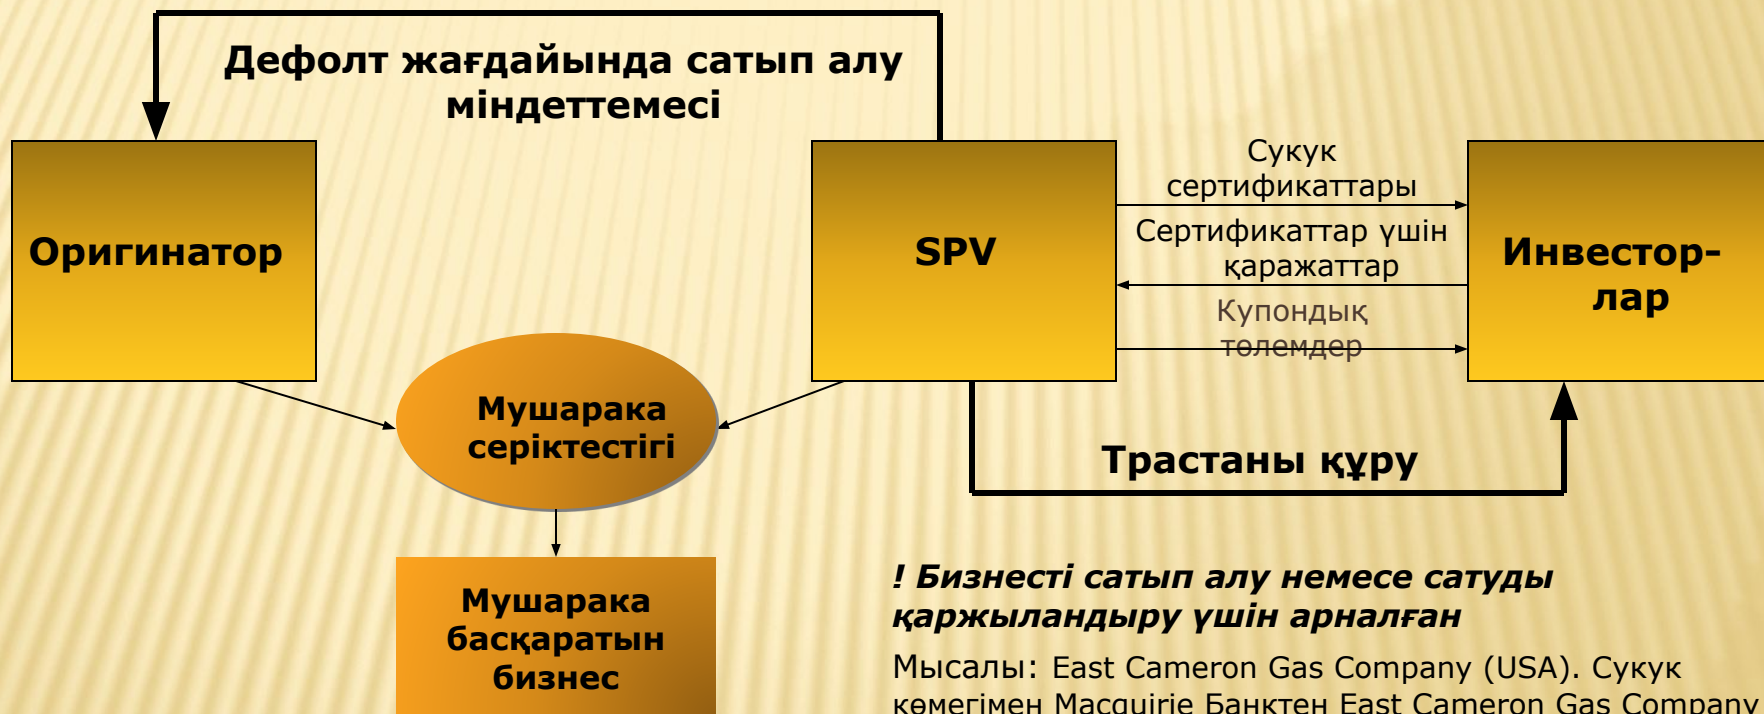 Дефолт жағдайында сатып алу
міндеттемесі
Оригинатор
SPV
Сукук
сертификаттары
Сертификаттар үшін
қаражаттар
Купондық
төлемдер
Инвестор-
лар
Мушарака
серіктестігі
Трастаны құру
Мушарака
басқаратын
бизнес
! Бизнесті сатып алу немесе сатуды
қаржыландыру үшін арналған
Мысалы: East Cameron Gas Company (USA). Сукук
көмегімен Macquirie Банктен East Cameron Gas Company